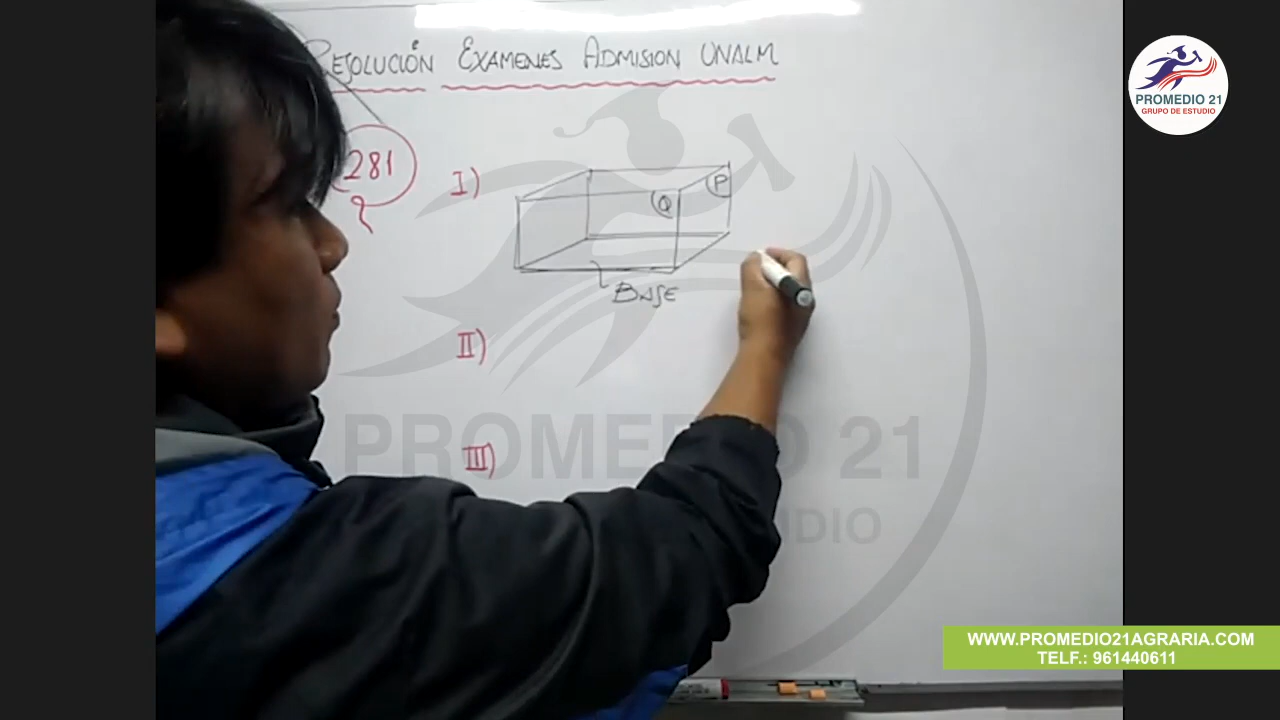 RESOLUCIÓN EXAMENES ADMISION UNALM
PROMEDIO 21
GRUPO DE ESTUDIO
281
I)
P
Q
BASE
II)
III)
PROMEDIO 21
WWW.PROMEDIO21AGRARIA.COM
TELF.: 961440611